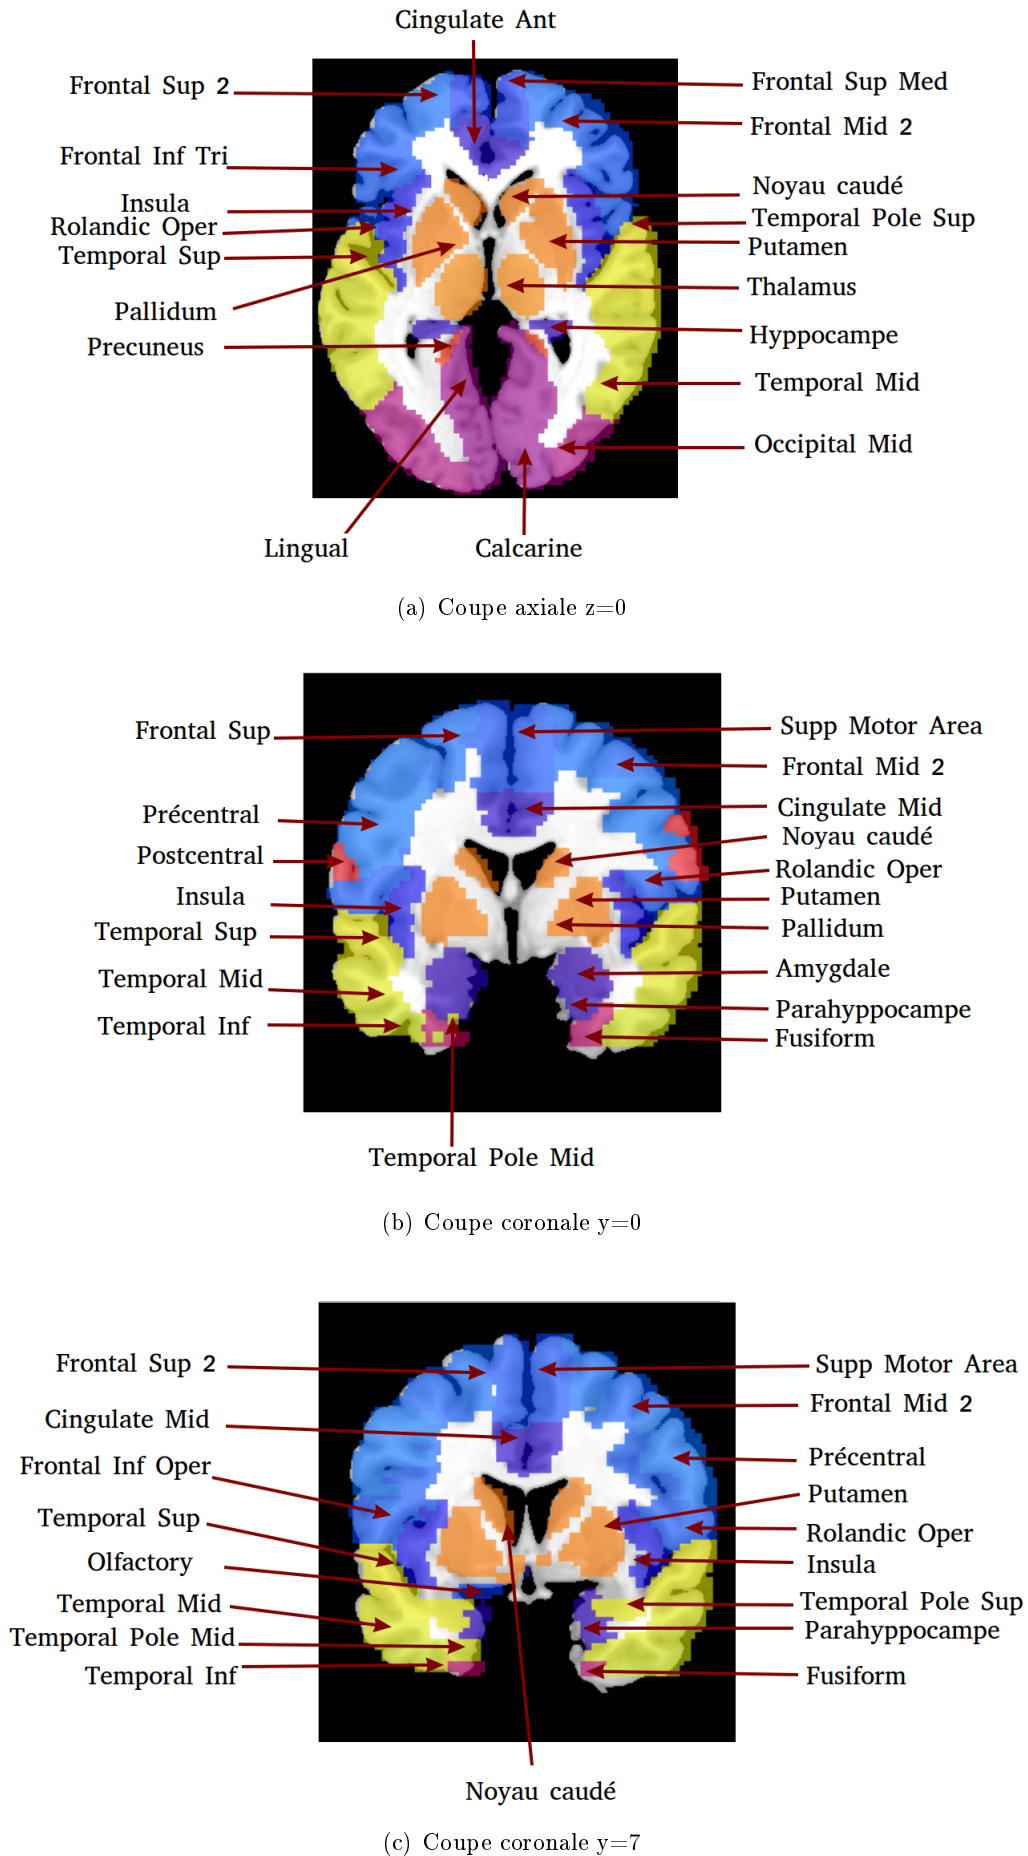 Cingulate Ant
Frontal Sup 2
Frontal Sup Med
Frontal Mid 2
Frontal Inf Tri
Noyau caudé
Insula
Temporal Pole Sup
Rolandic Oper
Putamen
Temporal Sup
Thalamus
Pallidum
Hyppocampe
Precuneus
Temporal Mid
Occipital Mid
Lingual
Calcarine
(a) Coupe axiale z=0
Frontal Sup
Supp Motor Area
Frontal Mid 2
Précentral
Cingulate Mid
Noyau caudé
Postcentral
Rolandic Oper
Insula
Putamen
Temporal Sup
Pallidum
Temporal Mid
Amygdale
Parahyppocampe
Temporal Inf
Fusiform
Temporal Pole Mid
(b) Coupe coronale y=0
Frontal Sup 2
Supp Motor Area
Cingulate Mid
Frontal Mid 2
Frontal Inf Oper
Précentral
Putamen
Temporal Sup
Rolandic Oper
Olfactory
Insula
Temporal Mid
Temporal Pole Sup
Temporal Pole Mid
Parahyppocampe
Temporal Inf
Fusiform
Noyau caudé
(c) Coupe coronale y=7